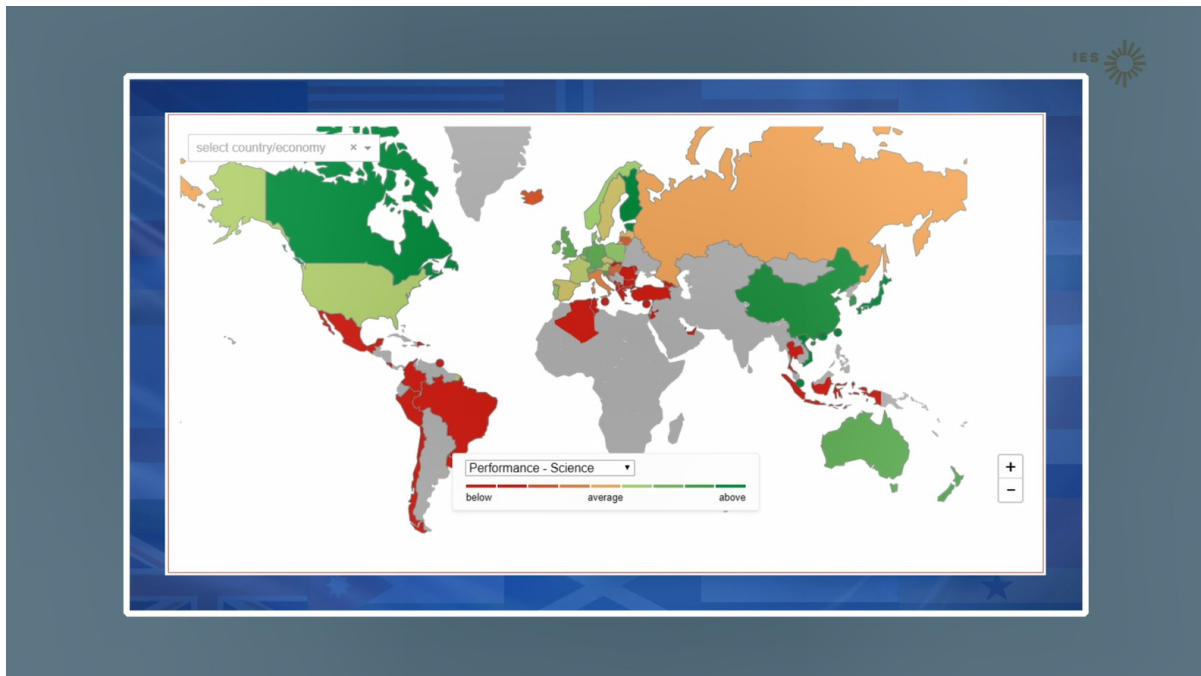 IES
select country/economy × 
Performance - Science
below average above
+
−